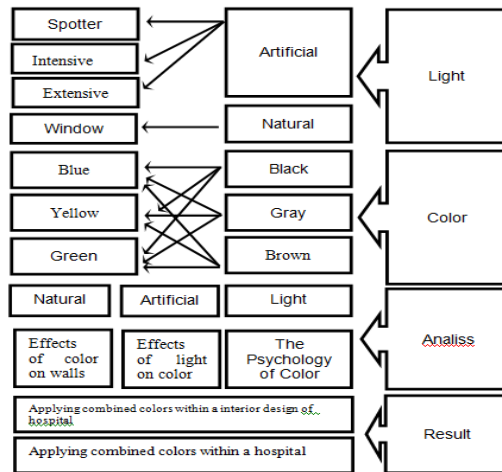 Spotter
Artificial
Light
Intensive
Extensive
Window
Natural
Blue
Black
Color
Yellow
Gray
Green
Brown
Natural
Artificial
Light
Analiss
Effects
of color
on walls
Effects
of light
on color
The
Psychology
of Color
Applying combined colors within a interior design of
hospital
Result
Applying combined colors within a hospital